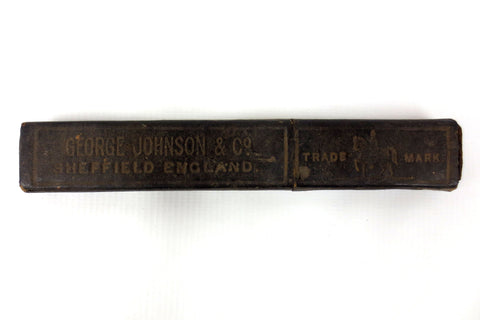 GEORGE JOHNSON & Co.
SHEFFIELD ENGLAND.
TRADE MARK